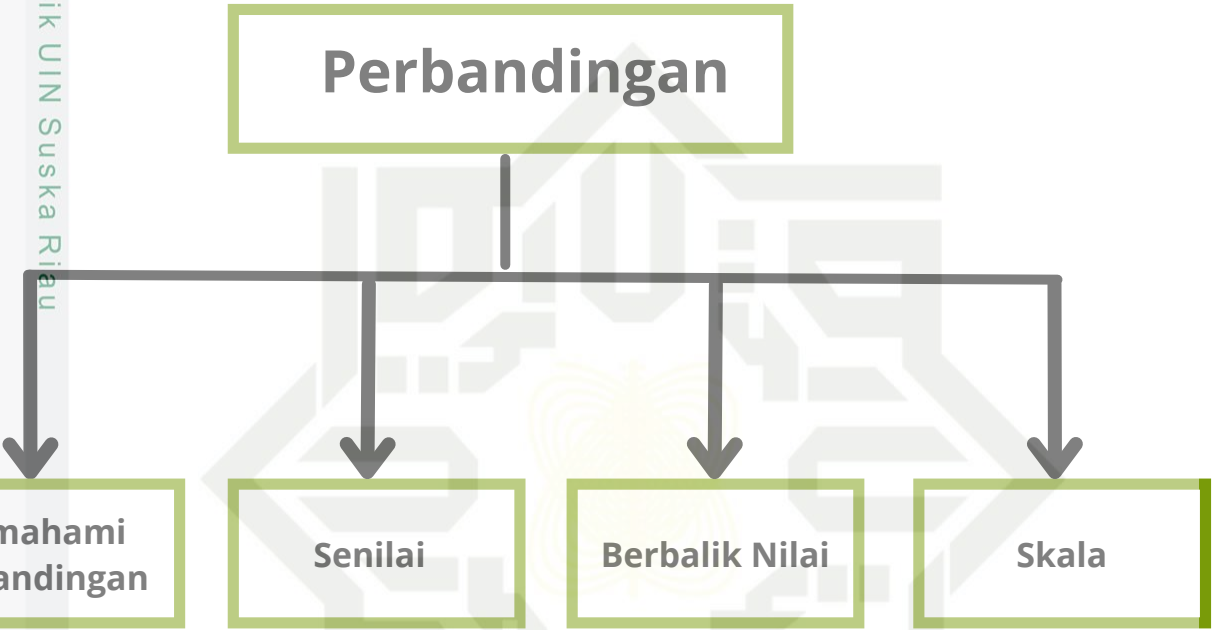 ik UIN Suska Riau
Perbandingan
mahami
andingan
Senilai
Berbalik Nilai
Skala